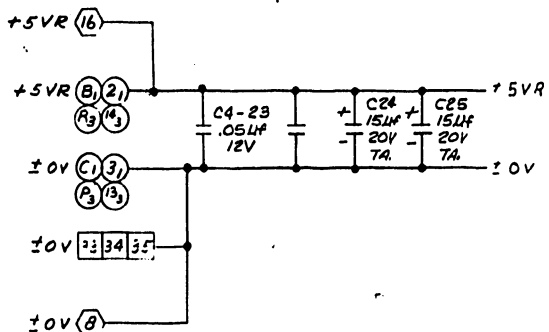 +5VR 16
+5VR B1 21
R3 143
C4-23
.05uf
12V
+ C24
15uf
20V
- TA.
+ C25
15uf
20V
- TA.
+5VR
±0V C1 31
P3 133
±0V
±0V 33 34 35
±0V 8